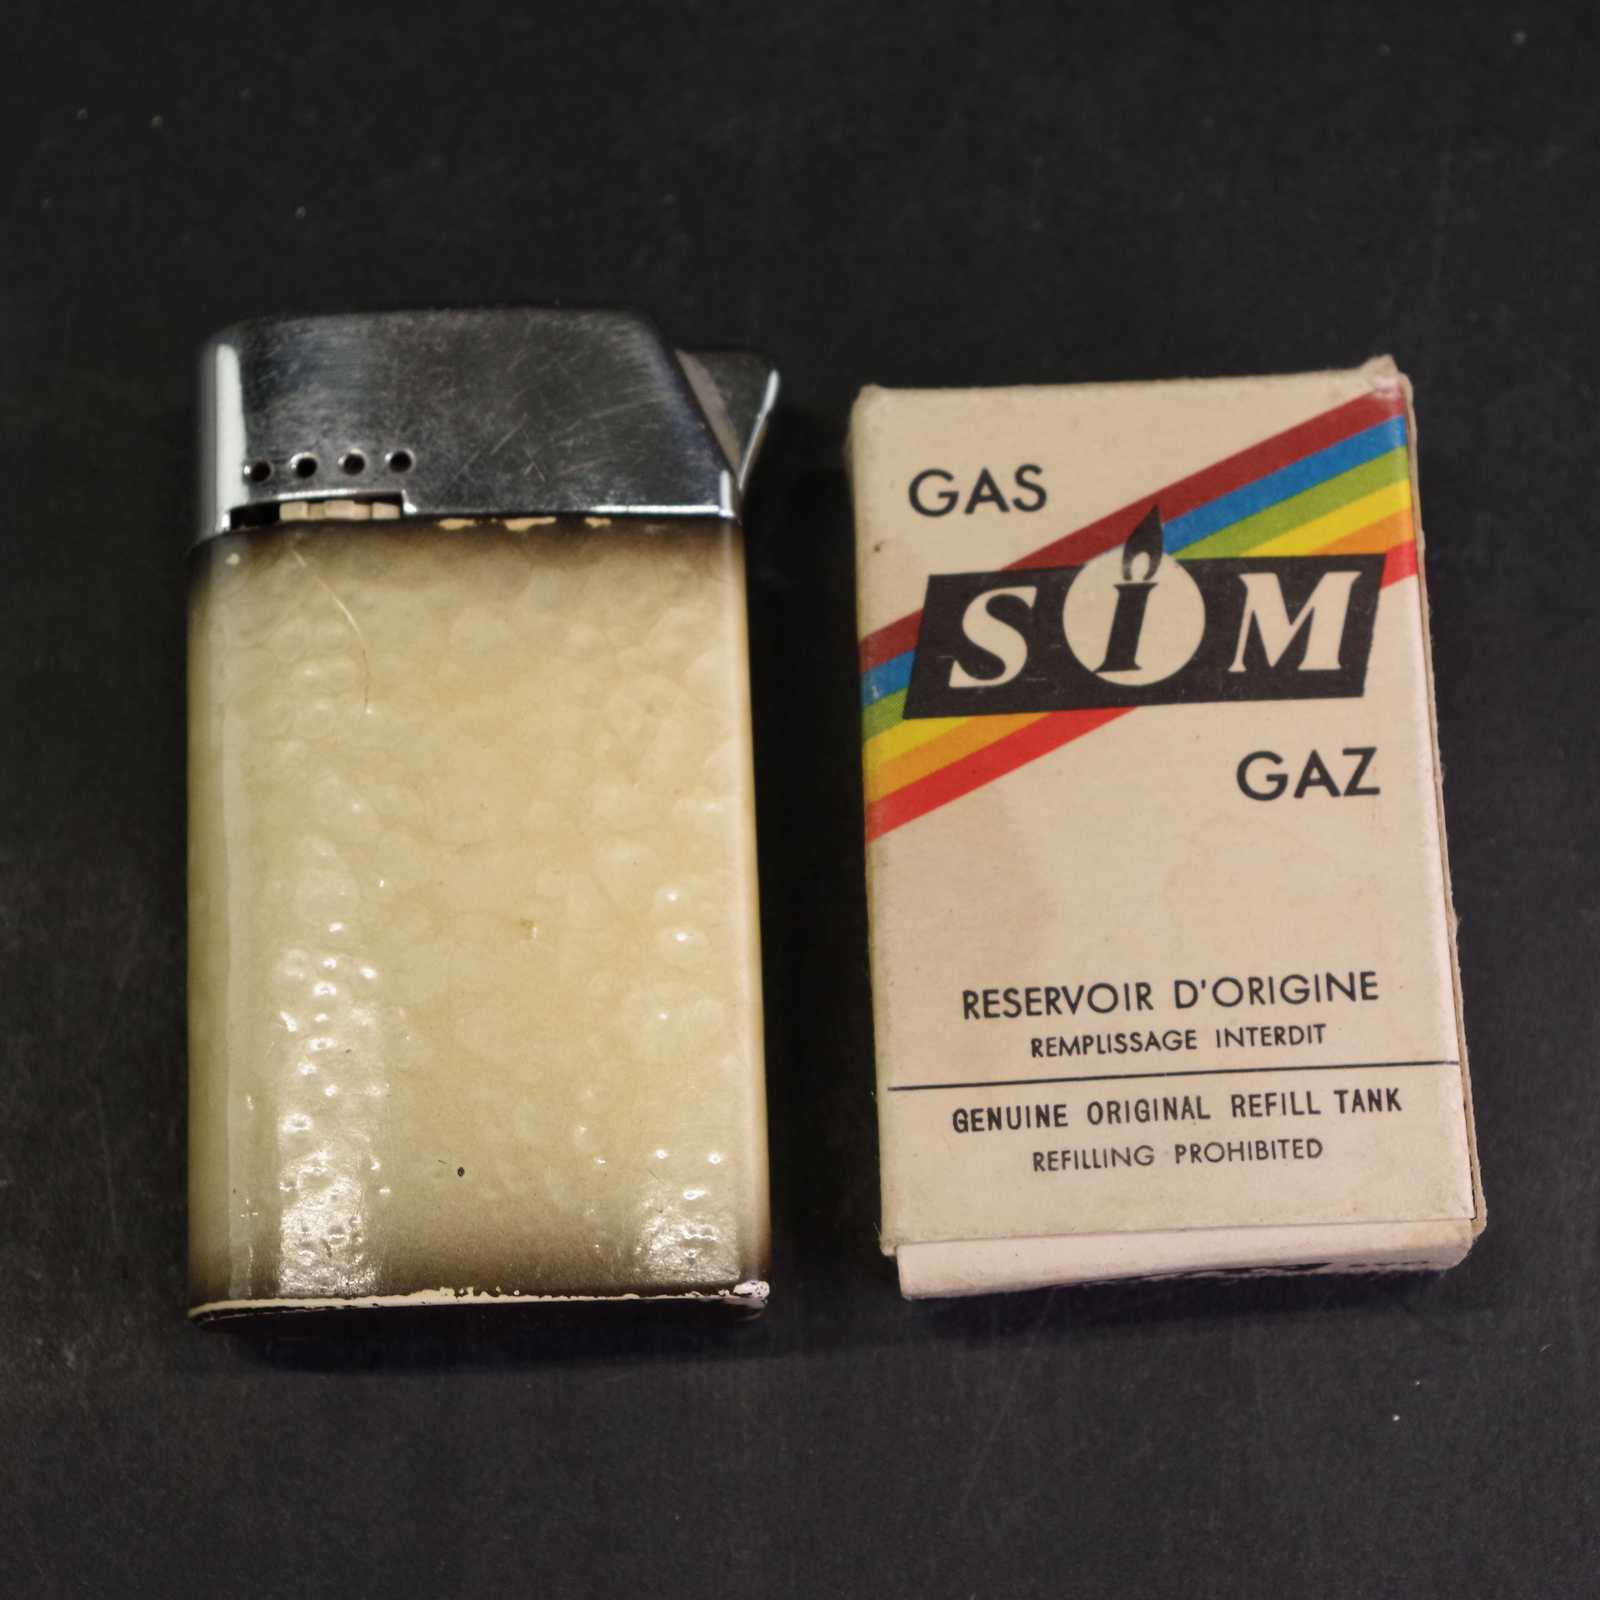 GAS
SiM
GAZ
RESERVOIR D'ORIGINE
REMPLISSAGE INTERDIT
GENUINE ORIGINAL REFILL TANK
REFILLING PROHIBITED